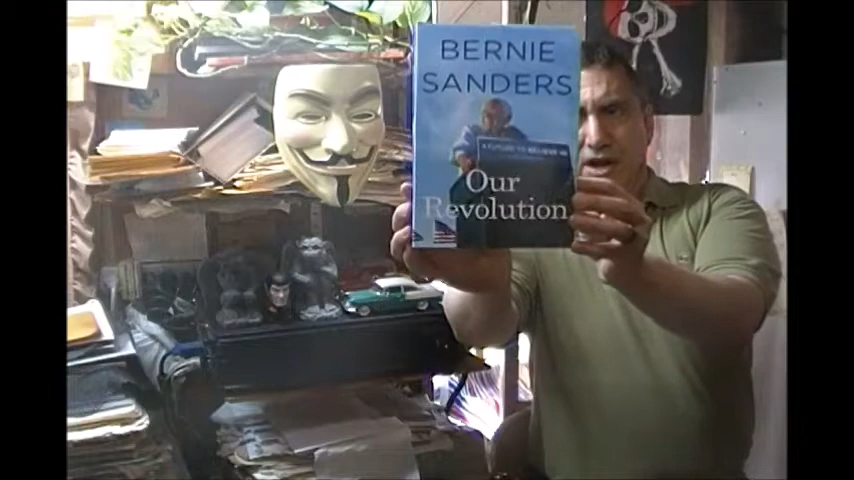 BERNIE
SANDERS
A FUTURE TO BELIEVE IN
Our
Revolution